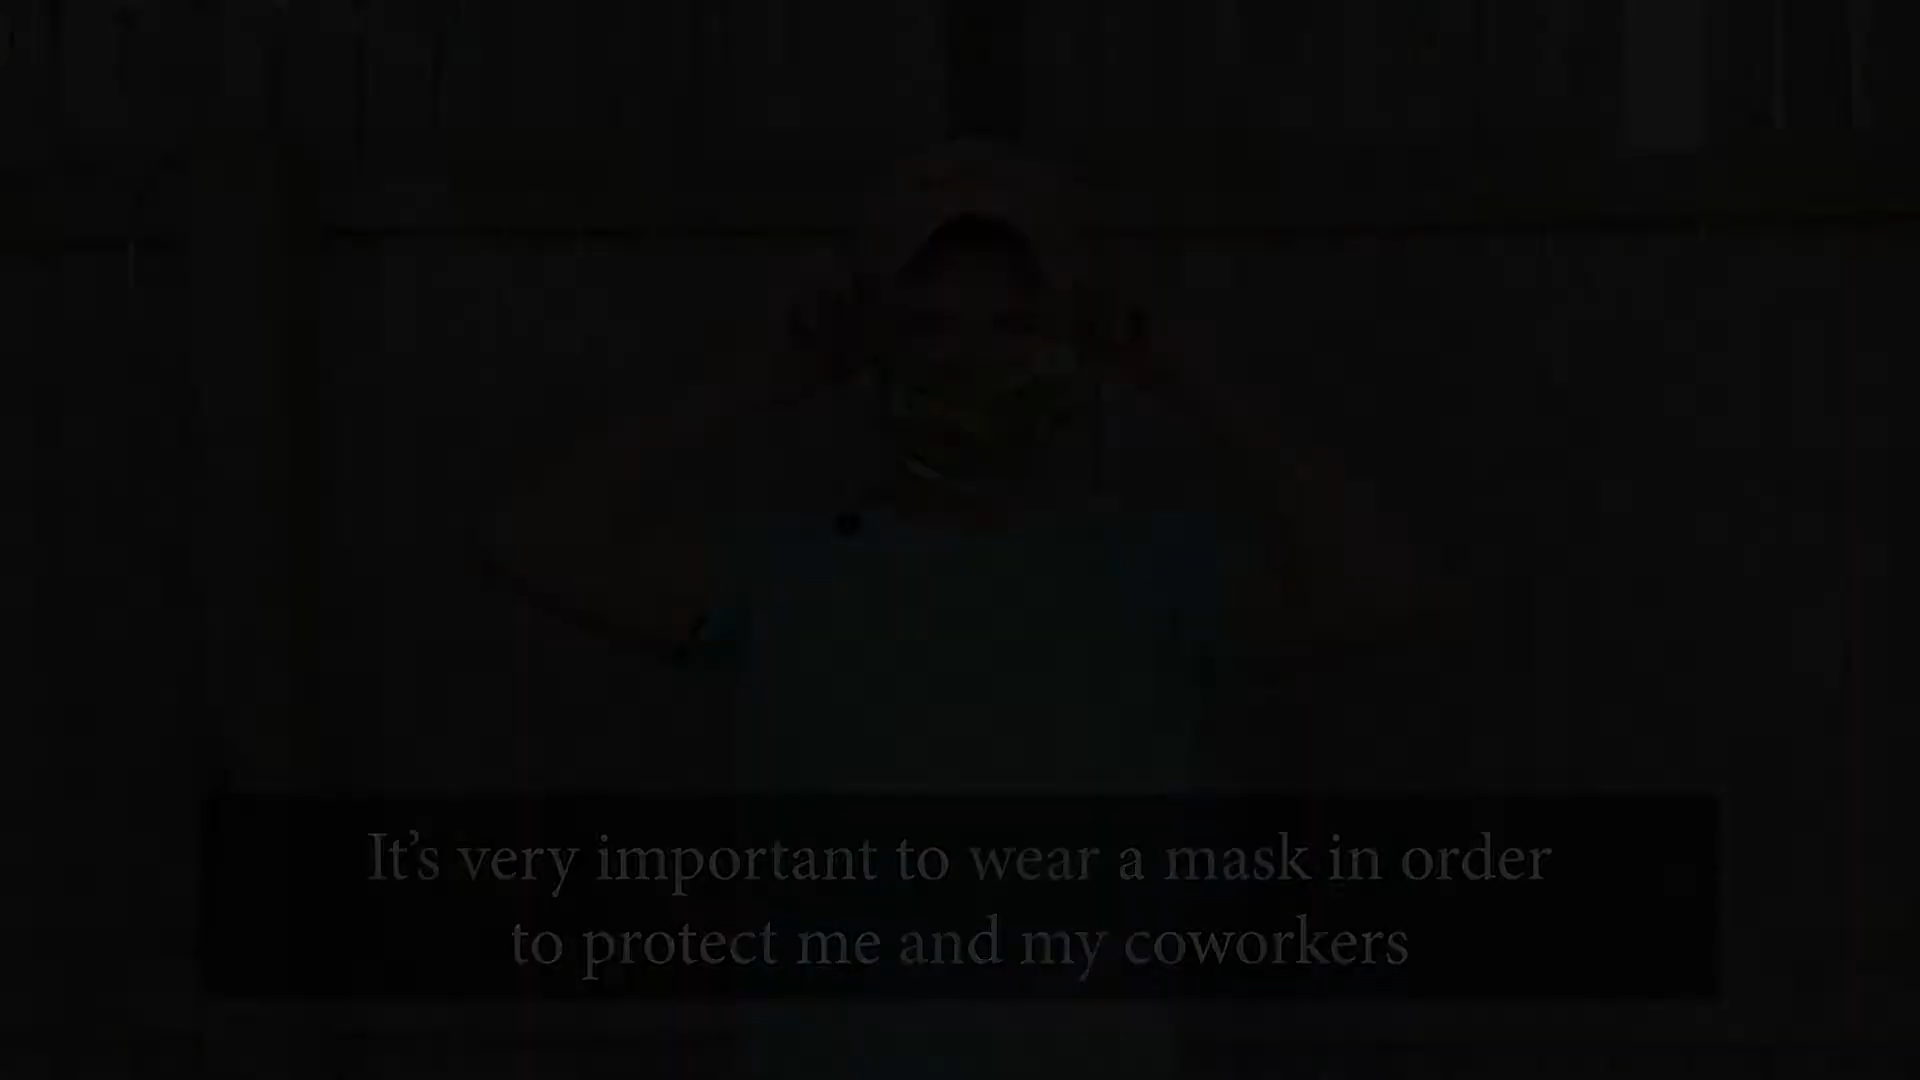 It’s very important to wear a mask in order
to protect me and my coworkers